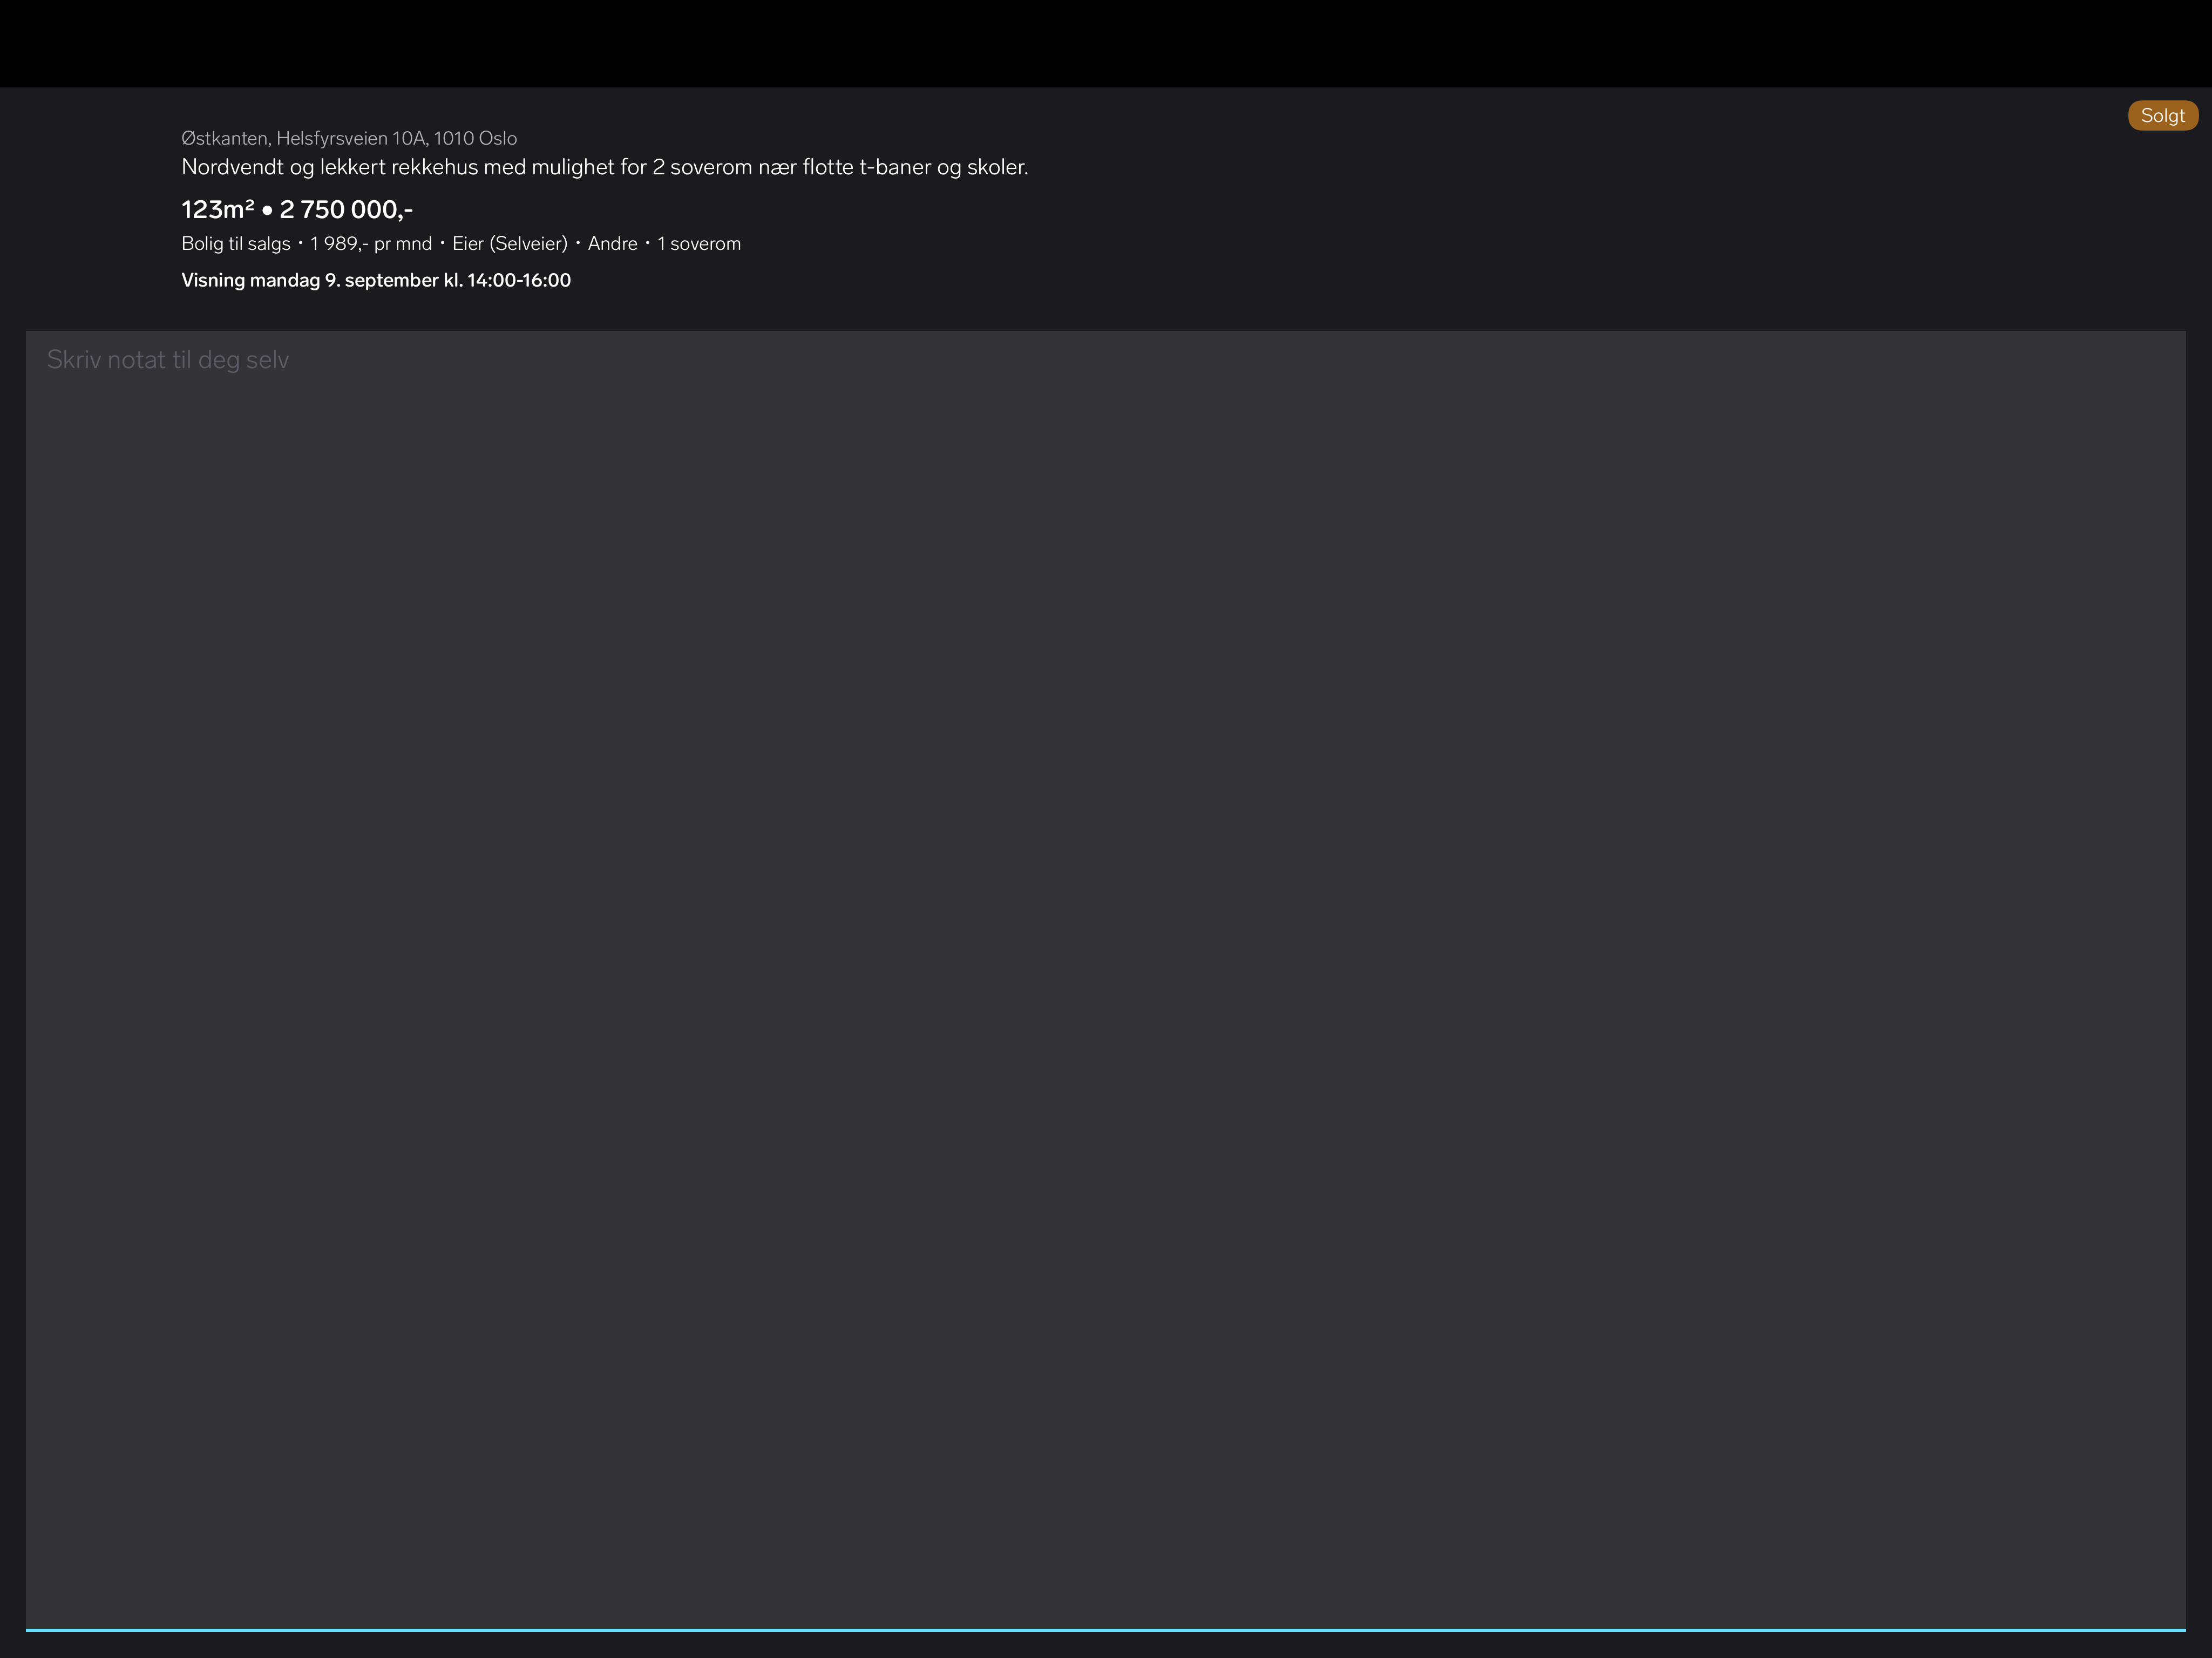 Solgt
Østkanten, Helsfyrsveien 10A, 1010 Oslo
Nordvendt og lekkert rekkehus med mulighet for 2 soverom nær flotte t-baner og skoler.
123m² • 2 750 000,-
Bolig til salgs・1 989,- pr mnd・Eier (Selveier)・Andre・1 soverom
Visning mandag 9. september kl. 14:00-16:00
Skriv notat til deg selv